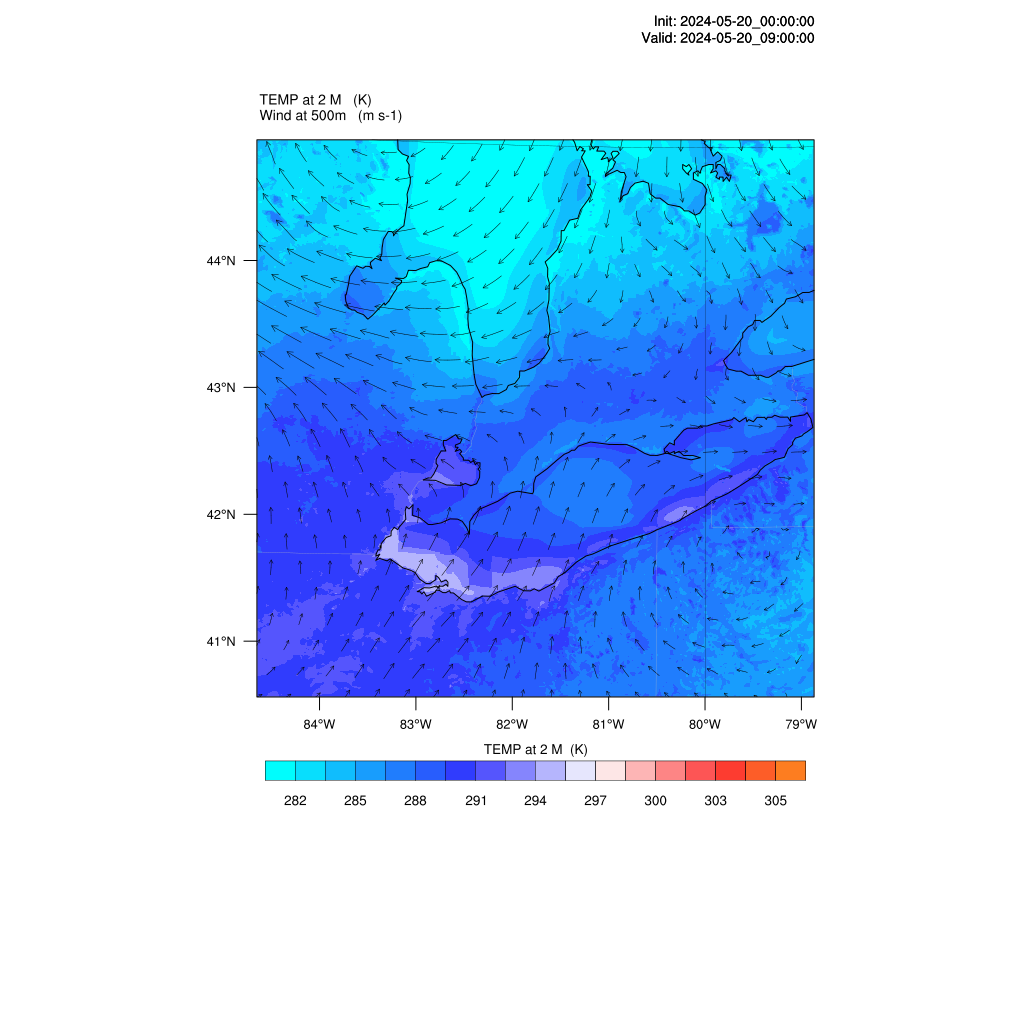 Init: 2024-05-20_00:00:00
Valid: 2024-05-20_09:00:00
TEMP at 2 M (K)
Wind at 500m (m s-1)
44°N
43°N
42°N
41°N
84°W 83°W 82°W 81°W 80°W 79°W
TEMP at 2 M (K)
282 285 288 291 294 297 300 303 305